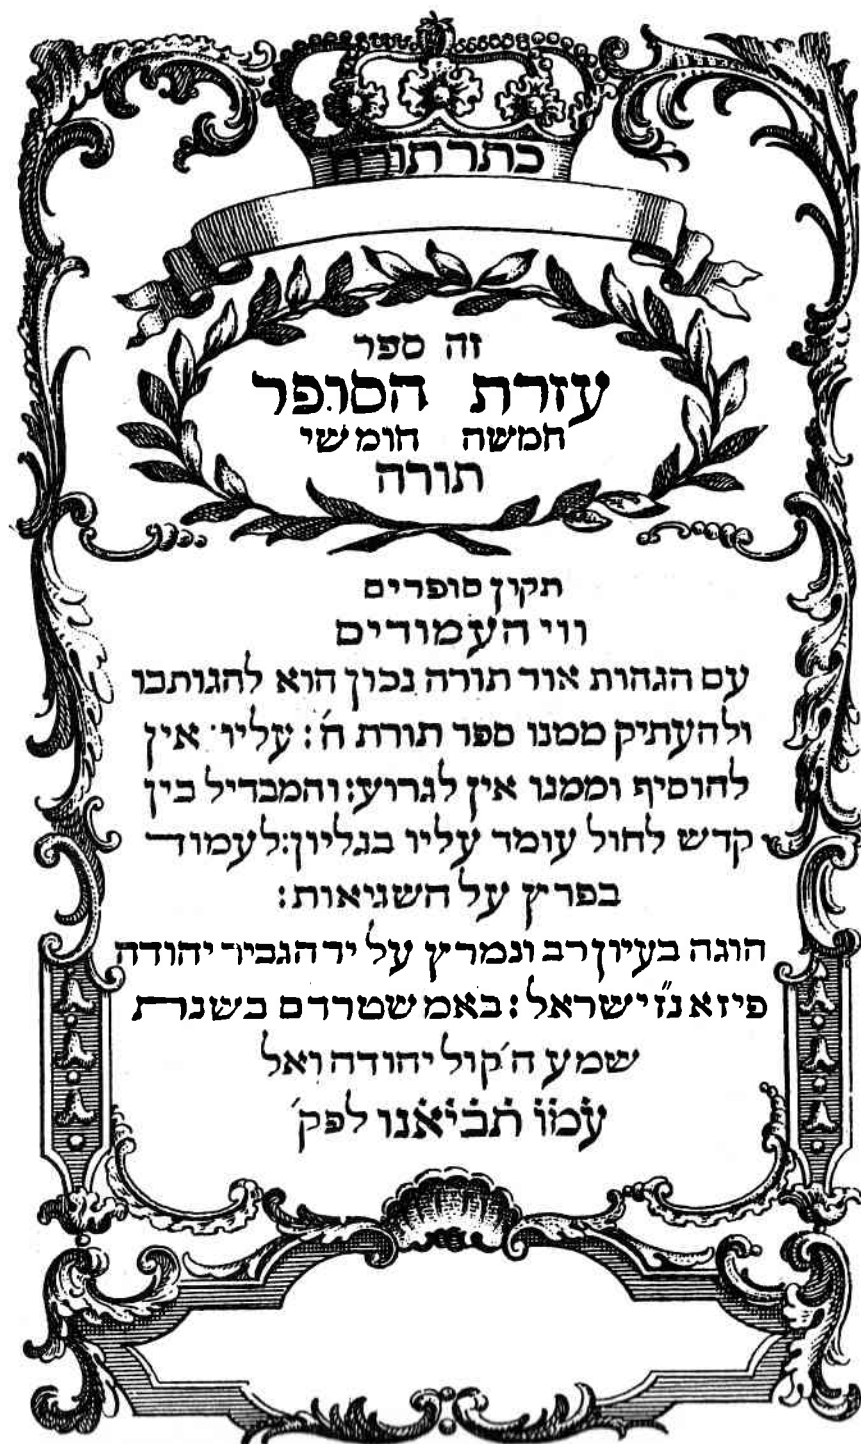 כתר תורה
זה ספר
עזרת הסופר
חמשה חומשי
תורה
תקון סופרים
ווי העמודים
עם הגהות אור תורה נכון הוא להגות בו
ולהעתיק ממנו ספר תורת ה׳: עליו אין
להוסיף וממנו אין לגרוע: והמבדיל בין
קדש לחול עומד עליו בגליון: לעמוד
בפרץ על השגיאות:
הוגה בעיון רב ונמרץ על יד הגביר יהודה
פיזא נ״ז ישראל: באמשטרדם בשנת
שמע ה׳ קול יהודה ואל
עמו תביאנו לפק׳